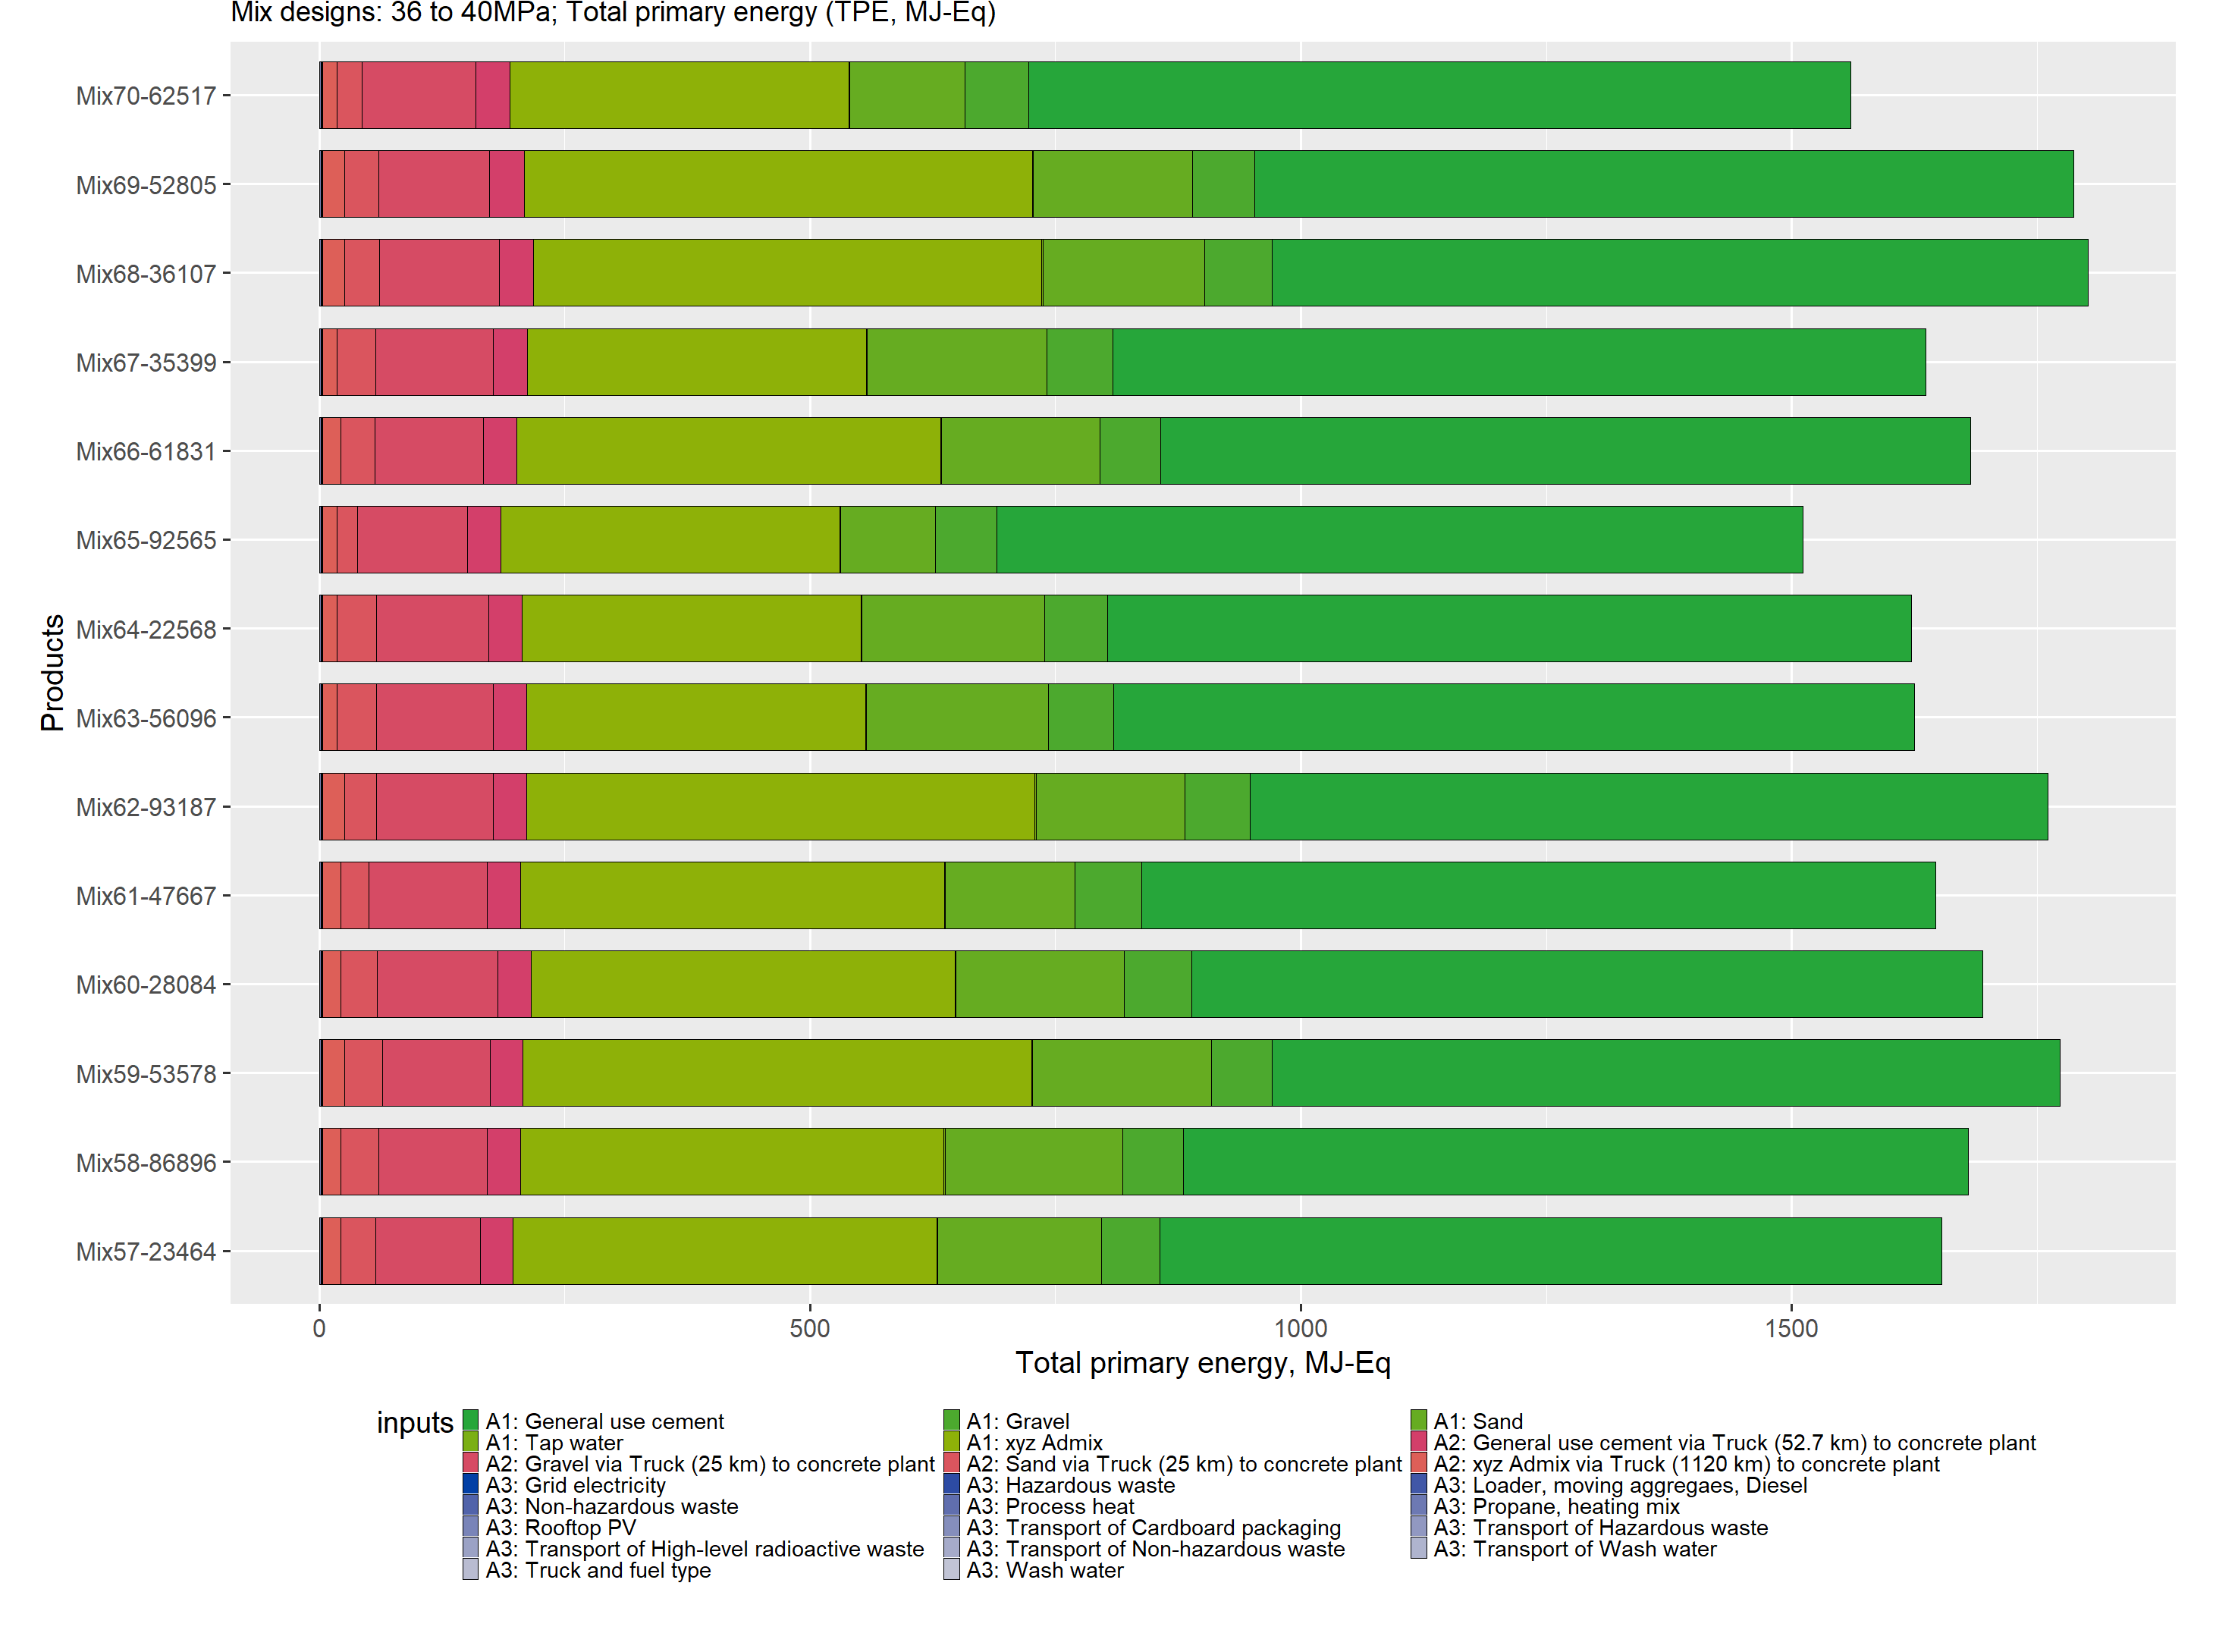 Mix designs: 36 to 40MPa; Total primary energy (TPE, MJ-Eq)
Products
Mix70-62517
Mix69-52805
Mix68-36107
Mix67-35399
Mix66-61831
Mix65-92565
Mix64-22568
Mix63-56096
Mix62-93187
Mix61-47667
Mix60-28084
Mix59-53578
Mix58-86896
Mix57-23464
0 500 1000 1500
Total primary energy, MJ-Eq
inputs
A1: General use cement A1: Gravel A1: Sand
A1: Tap water A1: xyz Admix A2: General use cement via Truck (52.7 km) to concrete plant
A2: Gravel via Truck (25 km) to concrete plant A2: Sand via Truck (25 km) to concrete plant A2: xyz Admix via Truck (1120 km) to concrete plant
A3: Grid electricity A3: Hazardous waste A3: Loader, moving aggregaes, Diesel
A3: Non-hazardous waste A3: Process heat A3: Propane, heating mix
A3: Rooftop PV A3: Transport of Cardboard packaging A3: Transport of Hazardous waste
A3: Transport of High-level radioactive waste A3: Transport of Non-hazardous waste A3: Transport of Wash water
A3: Truck and fuel type A3: Wash water